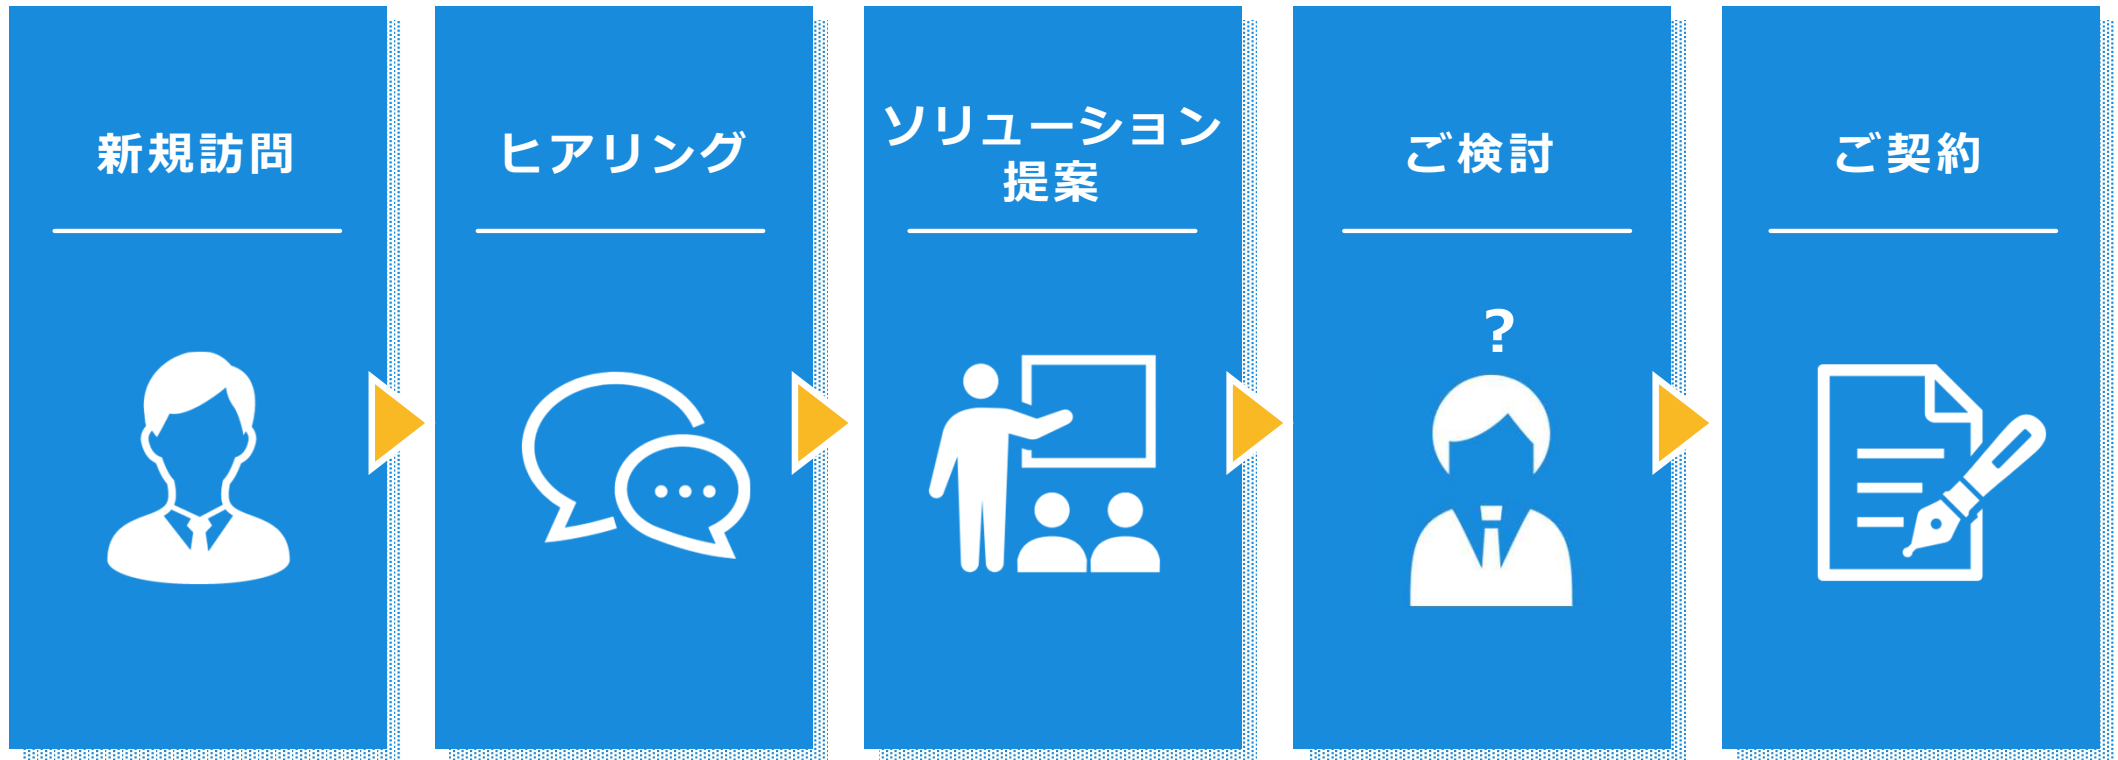 新規訪問
ヒアリング
ソリューション
提案
ご検討
?
ご契約